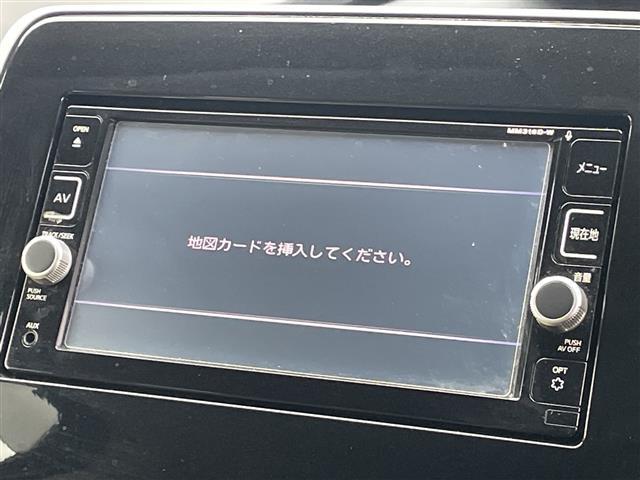 OPEN
MM316D-W
AV
メニュー
TRACK/SEEK
現在地
地図カードを挿入してください。
音量
PUSH
SOURCE
AUX
PUSH
AV OFF
OPT